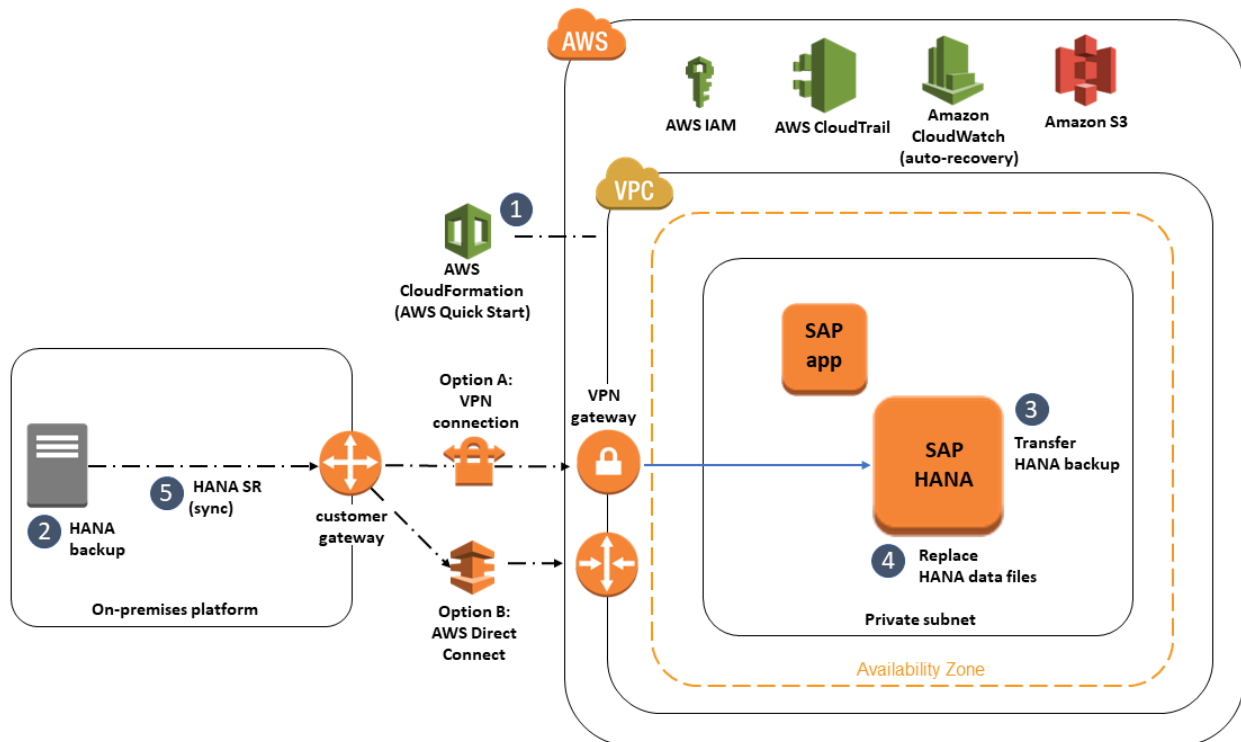 AWS
AWS IAM
AWS CloudTrail
Amazon
CloudWatch
(auto-recovery)
Amazon S3
VPC
1
AWS
CloudFormation
(AWS Quick Start)
SAP
app
Option A:
VPN
connection
VPN
gateway
SAP
HANA
3
Transfer
HANA backup
5
HANA SR
(sync)
2
HANA
backup
customer
gateway
4
Replace
HANA data files
On-premises platform
Option B:
AWS Direct
Connect
Private subnet
Availability Zone